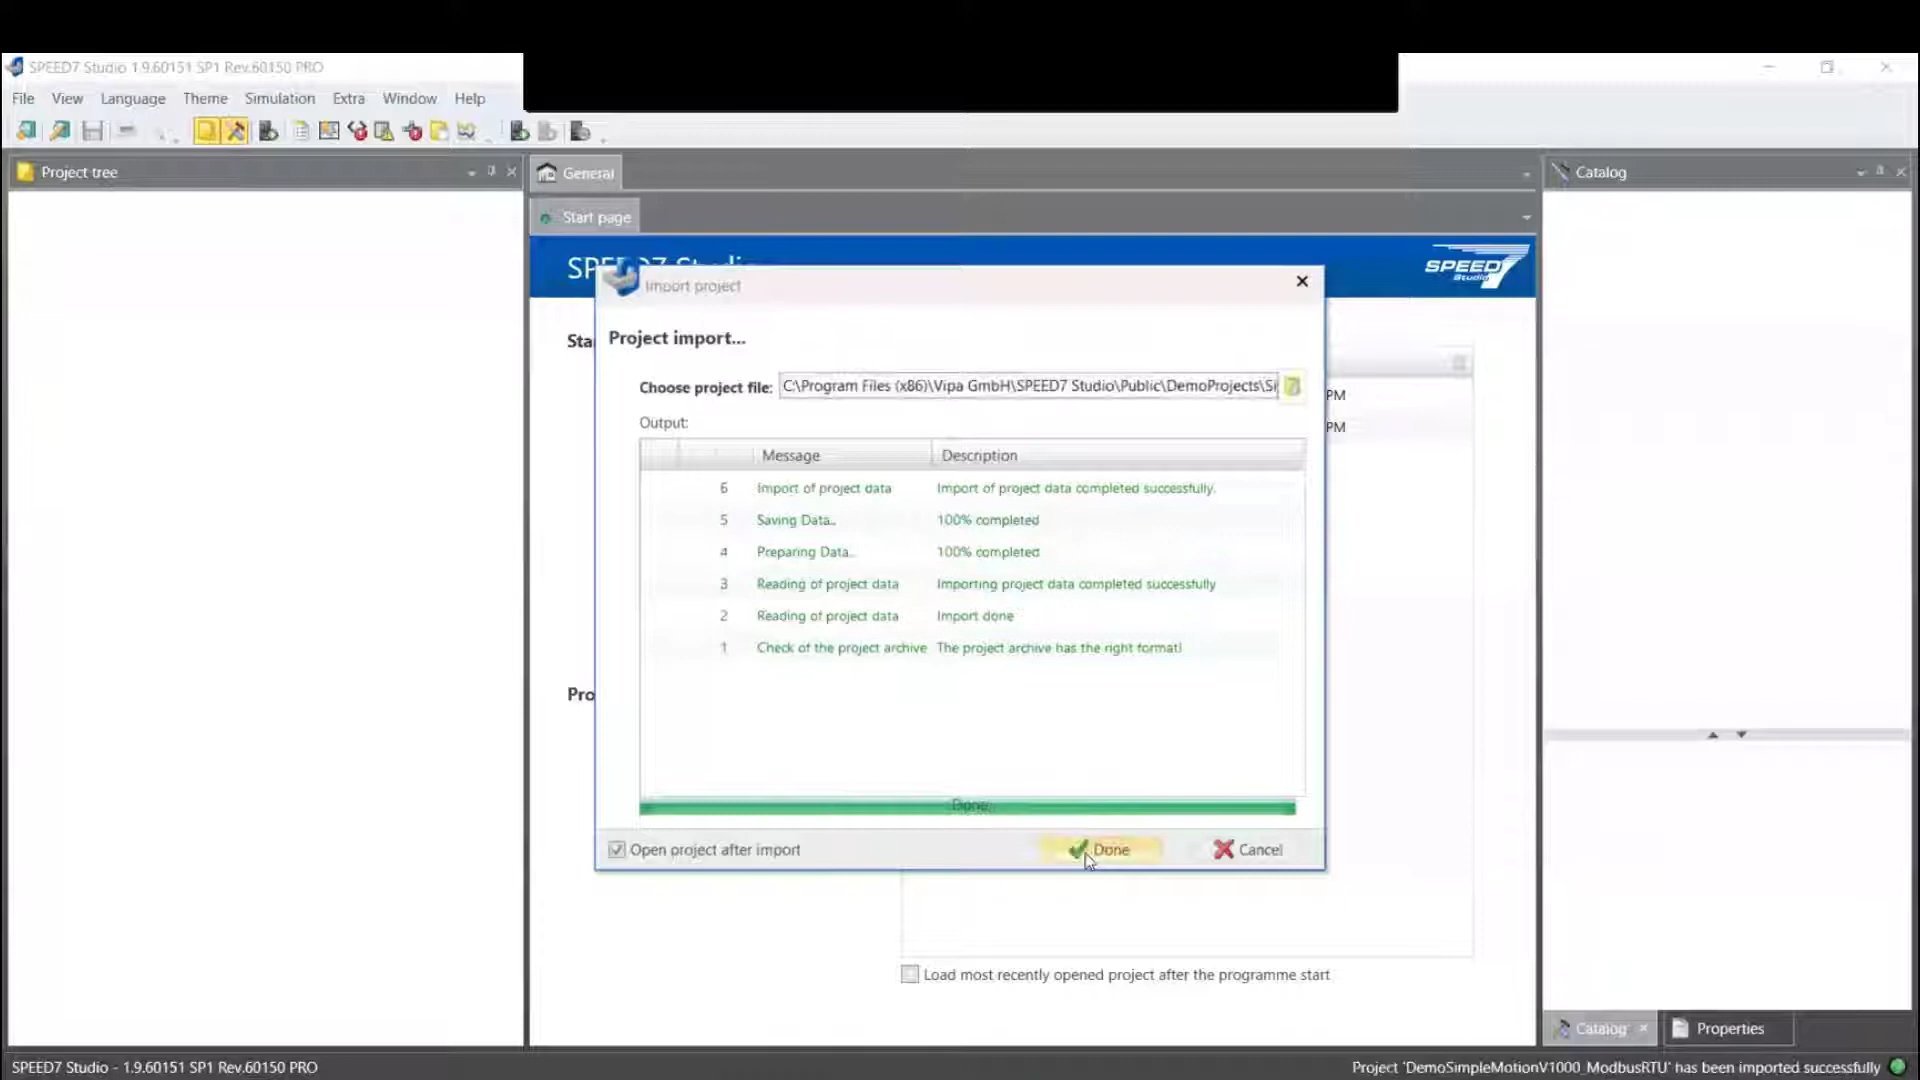 SPEED7 Studio 1.9.60151 SP1 Rev.60150 PRO
File View Language Theme Simulation Extra Window Help
Project tree
General
Catalog
Start page
SPEED7 Studio
SPEED7 Studio
Import project
Sta
Project import...
Choose project file: C:\Program Files (x86)\Vipa GmbH\SPEED7 Studio\Public\DemoProjects\Si
PM
Output:
PM
Message Description
6 Import of project data Import of project data completed successfully.
5 Saving Data.. 100% completed
4 Preparing Data.. 100% completed
3 Reading of project data Importing project data completed successfully
2 Reading of project data Import done
1 Check of the project archive The project archive has the right format!
Pro
Done.
Open project after import Done Cancel
Load most recently opened project after the programme start
Catalog Properties
SPEED7 Studio - 1.9.60151 SP1 Rev.60150 PRO
Project 'DemoSimpleMotionV1000_ModbusRTU' has been imported successfully